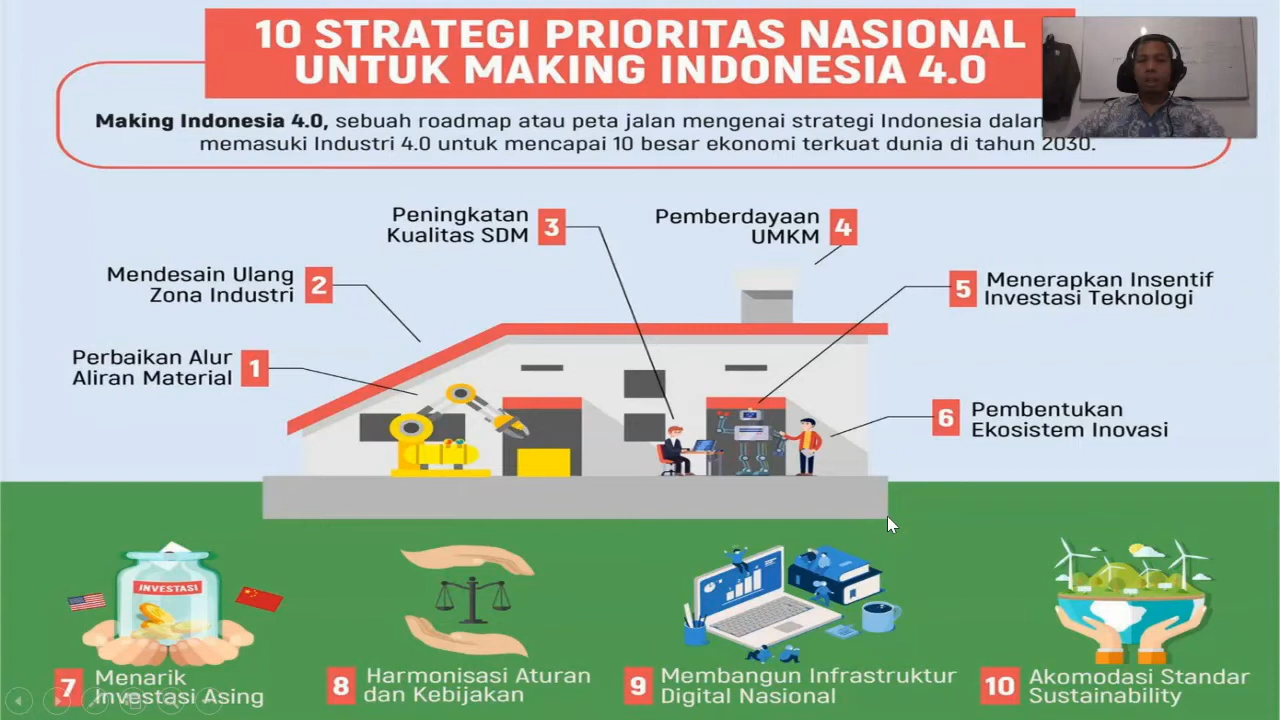 10 STRATEGI PRIORITAS NASIONAL
UNTUK MAKING INDONESIA 4.0
Making Indonesia 4.0, sebuah roadmap atau peta jalan mengenai strategi Indonesia dalam
memasuki Industri 4.0 untuk mencapai 10 besar ekonomi terkuat dunia di tahun 2030.
Peningkatan
Kualitas SDM
3
Pemberdayaan
UMKM
4
Mendesain Ulang
Zona Industri
2
5
Menerapkan Insentif
Investasi Teknologi
Perbaikan Alur
Aliran Material
1
6
Pembentukan
Ekosistem Inovasi
INVESTASI
7
Menarik
Investasi Asing
8
Harmonisasi Aturan
dan Kebijakan
9
Membangun Infrastruktur
Digital Nasional
10
Akomodasi Standar
Sustainability